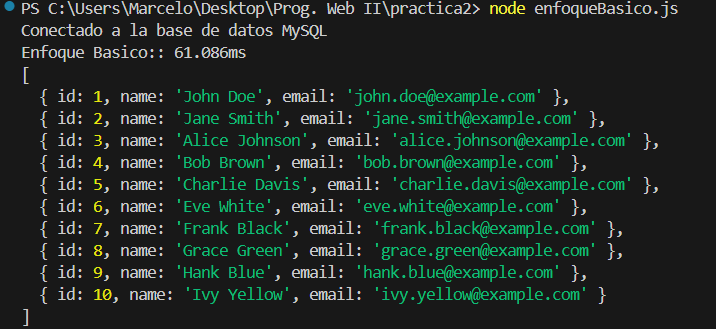 PS C:\Users\Marcelo\Desktop\Prog. Web II\practica2> node enfoqueBasico.js
Conectado a la base de datos MySQL
Enfoque Basico:: 61.086ms
[
  { id: 1, name: 'John Doe', email: 'john.doe@example.com' },
  { id: 2, name: 'Jane Smith', email: 'jane.smith@example.com' },
  { id: 3, name: 'Alice Johnson', email: 'alice.johnson@example.com' },
  { id: 4, name: 'Bob Brown', email: 'bob.brown@example.com' },
  { id: 5, name: 'Charlie Davis', email: 'charlie.davis@example.com' },
  { id: 6, name: 'Eve White', email: 'eve.white@example.com' },
  { id: 7, name: 'Frank Black', email: 'frank.black@example.com' },
  { id: 8, name: 'Grace Green', email: 'grace.green@example.com' },
  { id: 9, name: 'Hank Blue', email: 'hank.blue@example.com' },
  { id: 10, name: 'Ivy Yellow', email: 'ivy.yellow@example.com' }
]